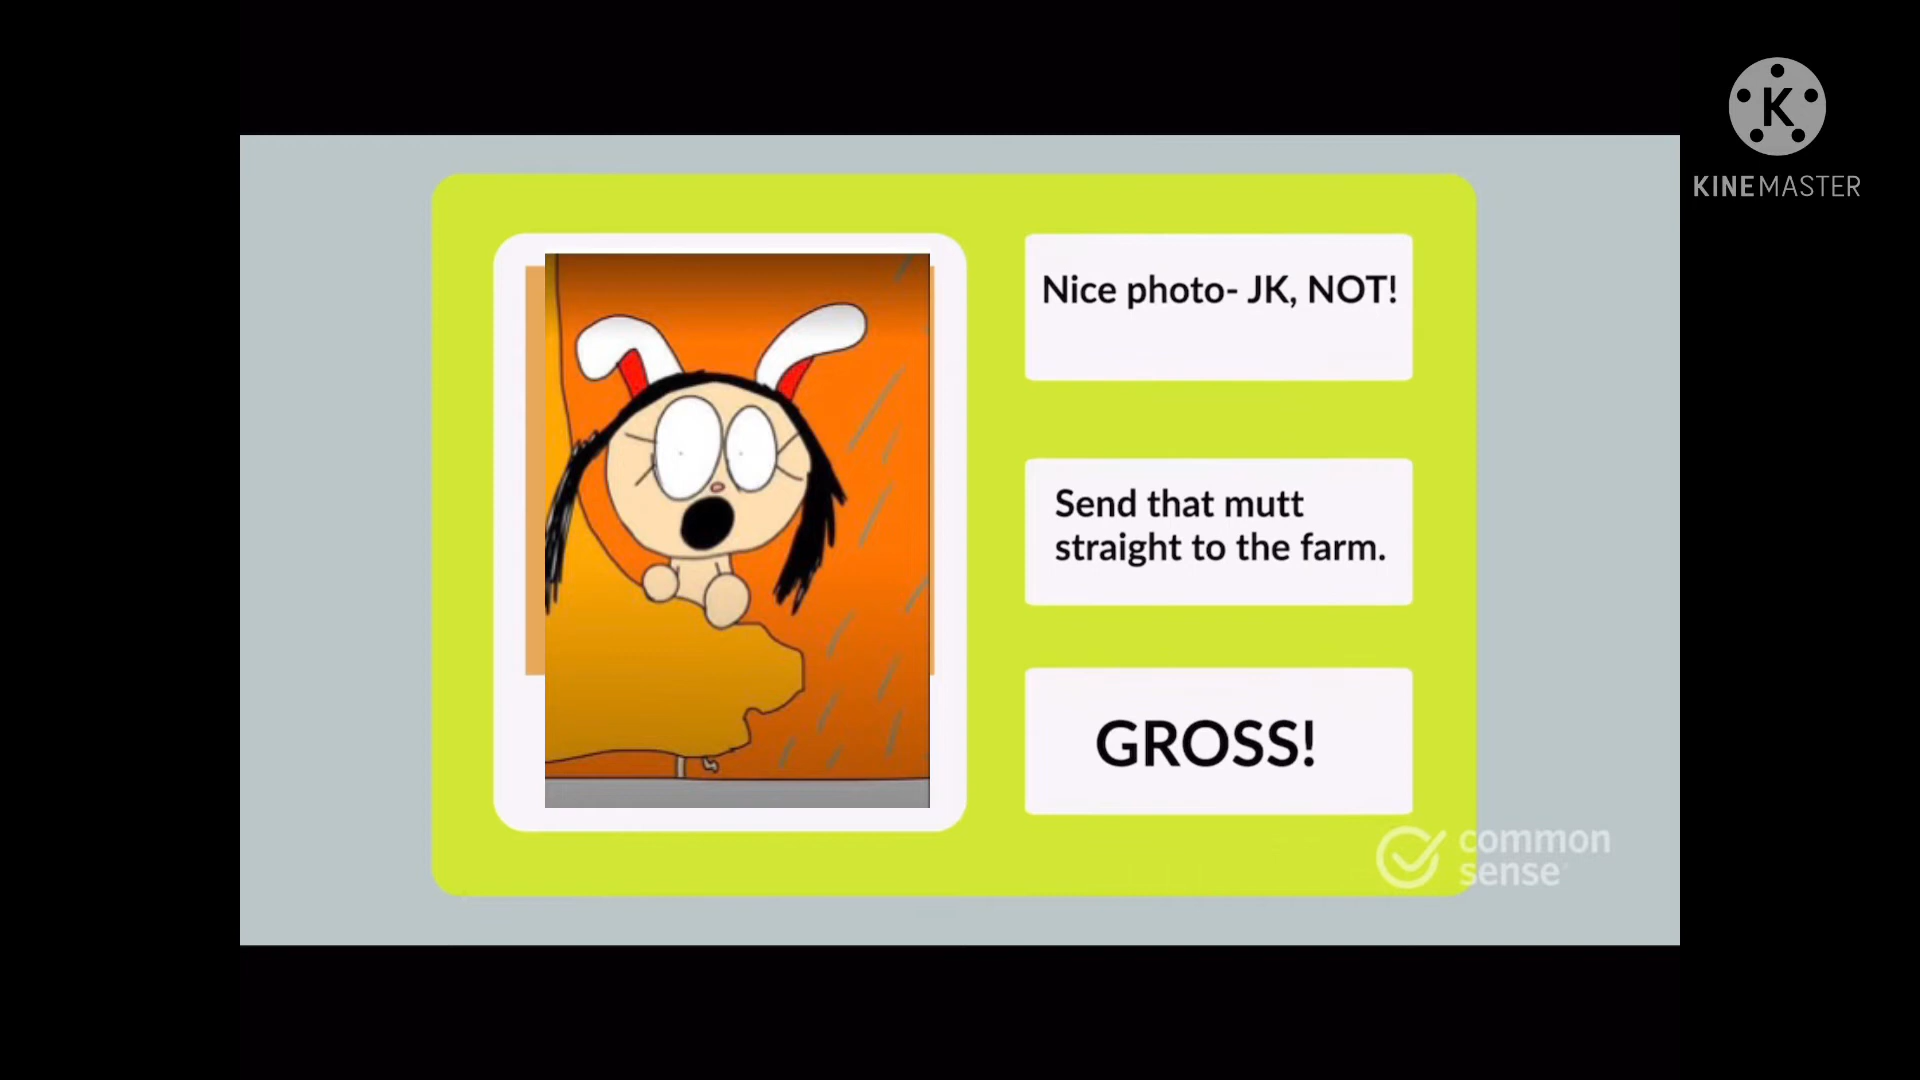 K
KINEMASTER
Nice photo- JK, NOT!
Send that mutt
straight to the farm.
GROSS!
common
sense